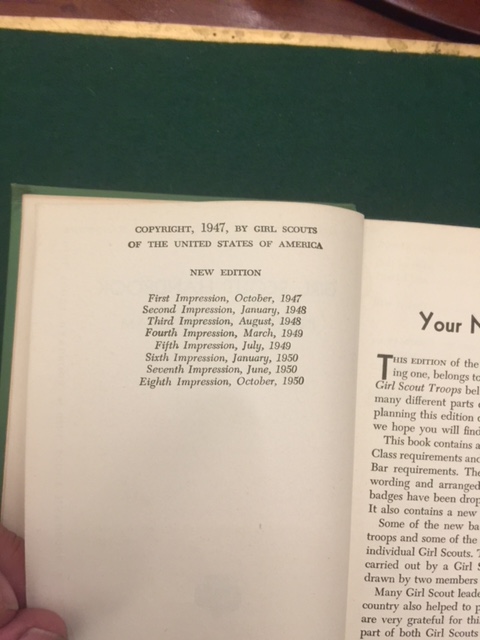 COPYRIGHT, 1947, BY GIRL SCOUTS
OF THE UNITED STATES OF AMERICA
NEW EDITION
First Impression, October, 1947
Second Impression, January, 1948
Third Impression, August, 1948
Fourth Impression, March, 1949
Fifth Impression, July, 1949
Sixth Impression, January, 1950
Seventh Impression, June, 1950
Eighth Impression, October, 1950
Your
THIS EDITION of the
ing one, belongs to
Girl Scout Troops
many different parts
planning this edition
we hope you will find
This book contains a
Class requirements and
Bar requirements. The
wording and arranged
badges have been
It also contains a new
Some of the new
troops and some of the
individual Girl Scouts.
carried out by a Girl
drawn by two members
Many Girl Scout
country also helped to
are very grateful for
part of both Girl Scouts